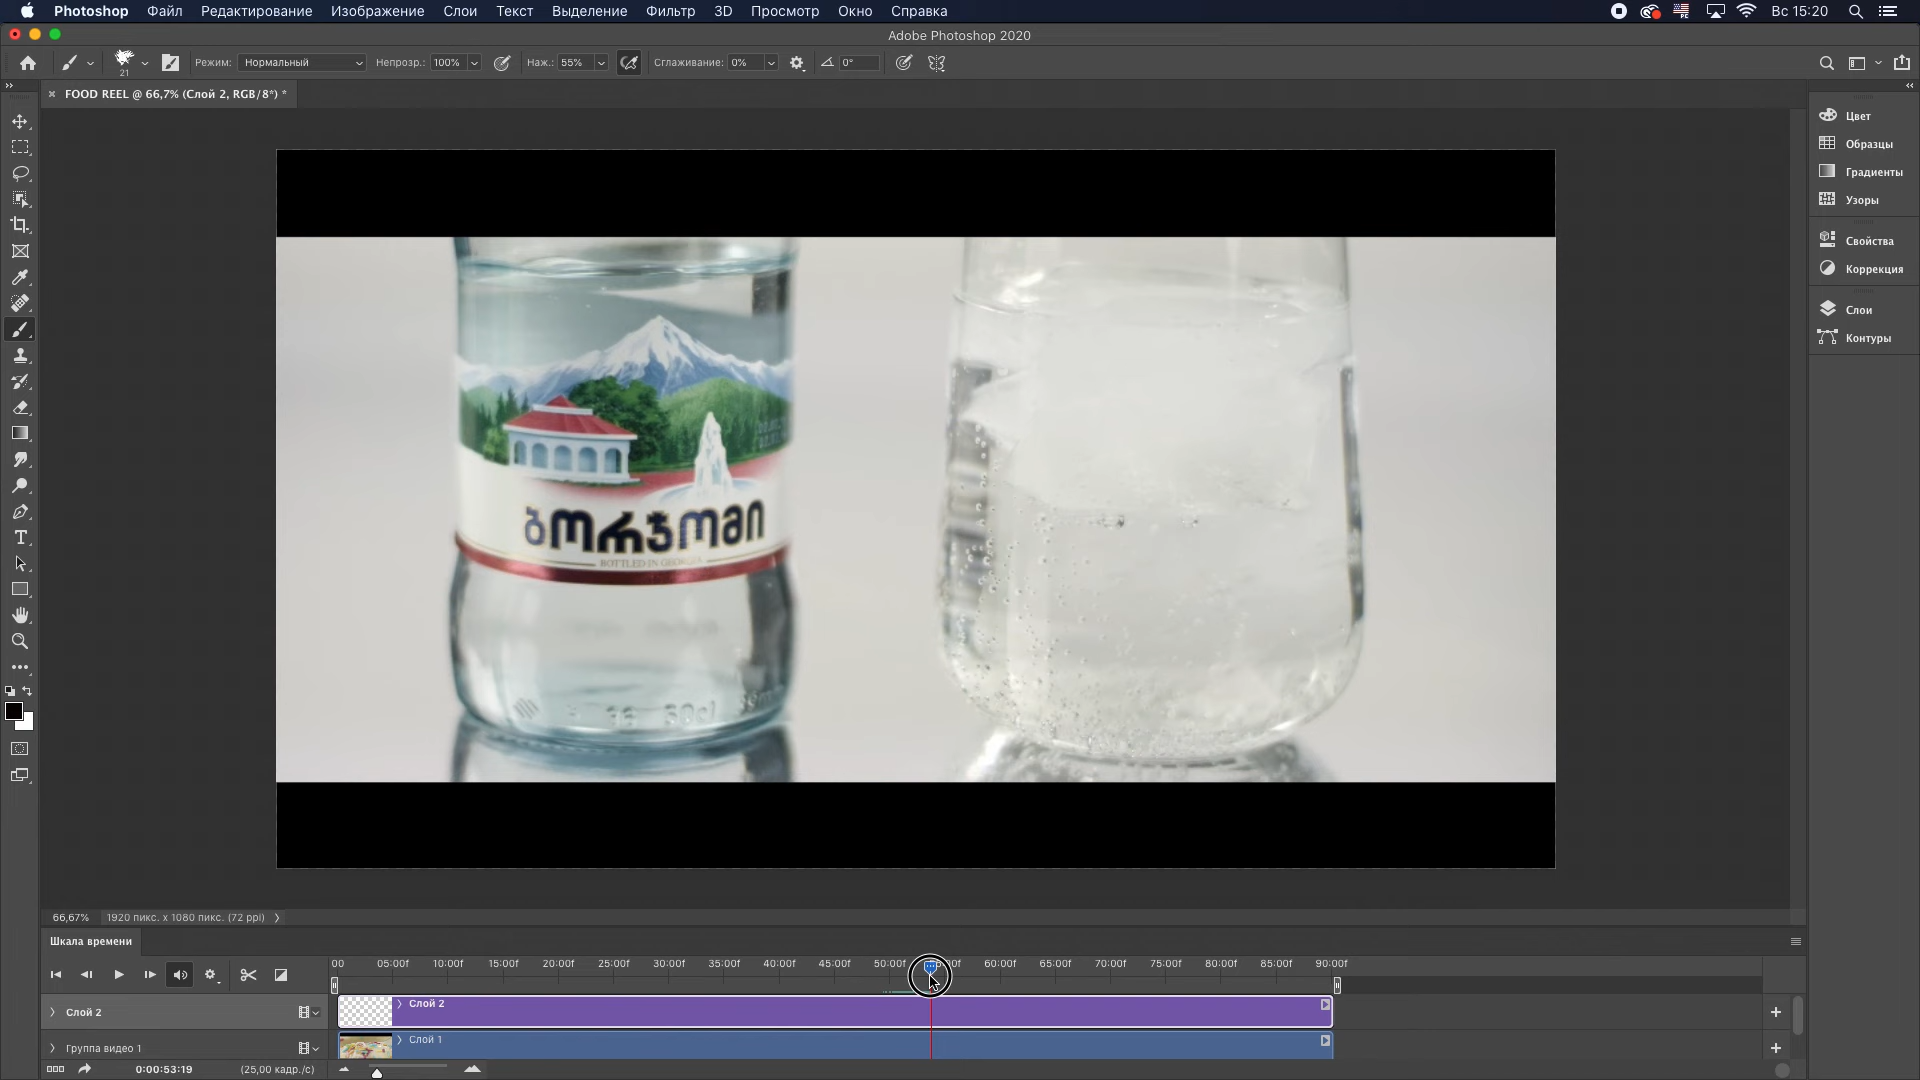 Photoshop Файл Редактирование Изображение Слои Текст Выделение Фильтр 3D Просмотр Окно Справка Вс 15:20
Adobe Photoshop 2020
21 Режим: Нормальный Непрозр.: 100% Наж.: 55% Сглаживание: 0% 0°
FOOD REEL @ 66,7% (Слой 2, RGB/8*) *
Цвет
Образцы
Градиенты
Узоры
Свойства
Коррекция
Слои
Контуры
ბორჯომი
BOTTLED IN GEORGIA
66,67% 1920 пикс. x 1080 пикс. (72 ppi)
Шкала времени
00 05:00f 10:00f 15:00f 20:00f 25:00f 30:00f 35:00f 40:00f 45:00f 50:00f 60:00f 65:00f 70:00f 75:00f 80:00f 85:00f 90:00f
Слой 2 Слой 2
Группа видео 1 Слой 1
0:00:53:19 (25,00 кадр./с)